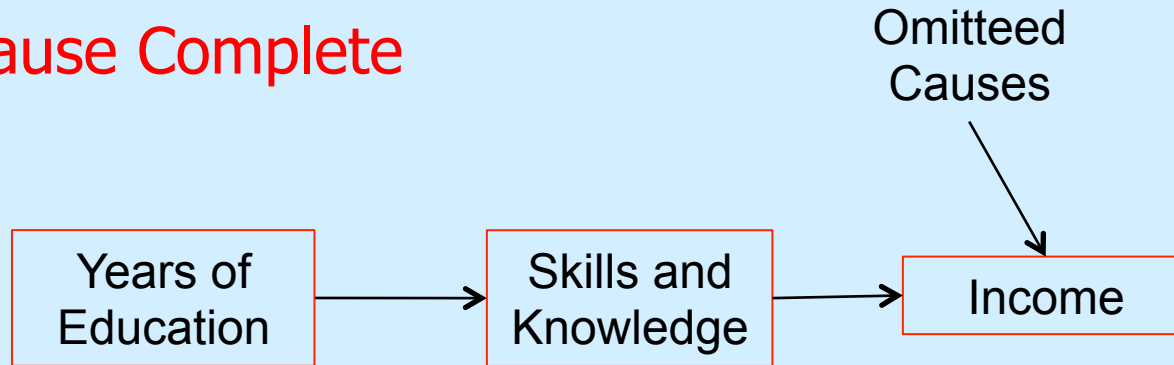 ause Complete
Omitteed
Causes
Years of
Education
Skills and
Knowledge
Income